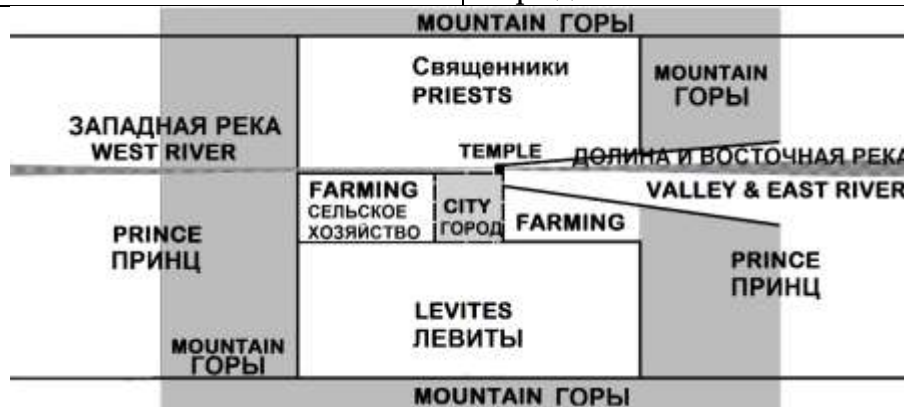 MOUNTAIN ГОРЫ
Священники
PRIESTS
MOUNTAIN
ГОРЫ
ЗАПАДНАЯ РЕКА
WEST RIVER
TEMPLE
ДОЛИНА И ВОСТОЧНАЯ РЕКА
VALLEY & EAST RIVER
FARMING
СЕЛЬСКОЕ
ХОЗЯЙСТВО
CITY
ГОРОД
FARMING
PRINCE
ПРИНЦ
PRINCE
ПРИНЦ
LEVITES
ЛЕВИТЫ
MOUNTAIN
ГОРЫ
MOUNTAIN ГОРЫ